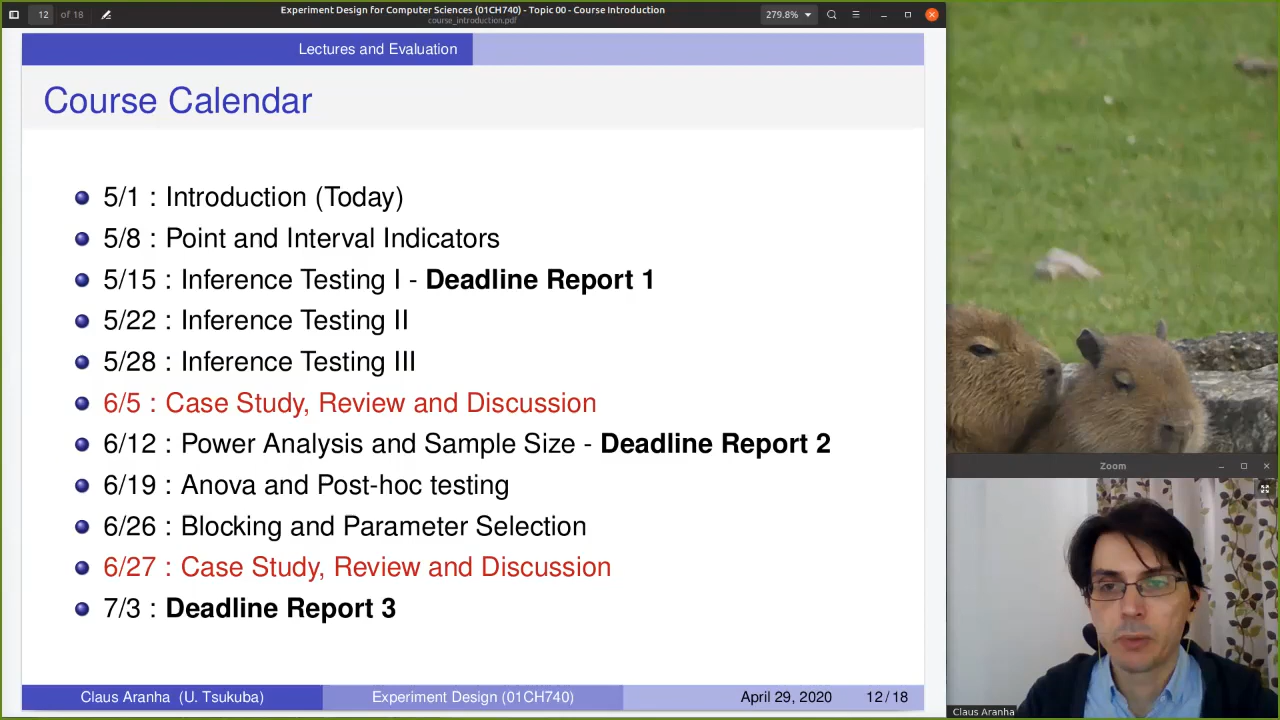 12 of 18
Experiment Design for Computer Sciences (01CH740) - Topic 00 - Course Introduction
course_introduction.pdf
279.8%
Lectures and Evaluation
Course Calendar
5/1 : Introduction (Today)
5/8 : Point and Interval Indicators
5/15 : Inference Testing I - Deadline Report 1
5/22 : Inference Testing II
5/28 : Inference Testing III
6/5 : Case Study, Review and Discussion
6/12 : Power Analysis and Sample Size - Deadline Report 2
6/19 : Anova and Post-hoc testing
6/26 : Blocking and Parameter Selection
6/27 : Case Study, Review and Discussion
7/3 : Deadline Report 3
Claus Aranha (U. Tsukuba)
Experiment Design (01CH740)
April 29, 2020
12 / 18
Zoom
Claus Aranha